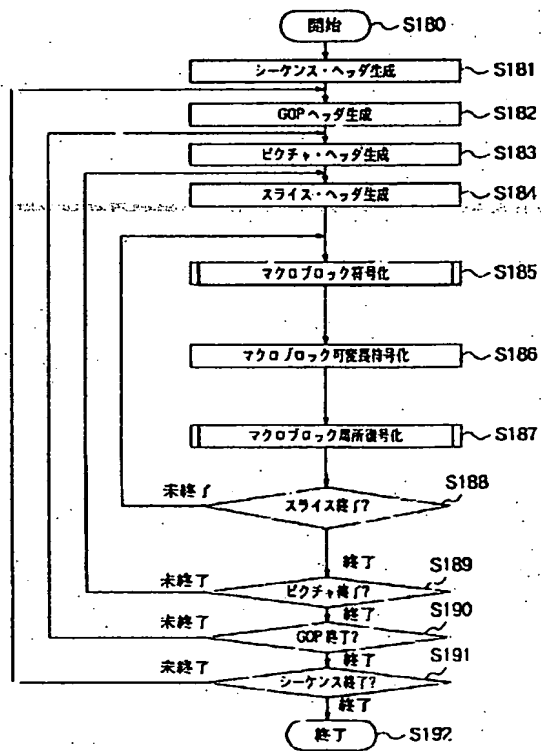 開始 S180
シーケンス・ヘッダ生成 S181
GOPヘッダ生成 S182
ピクチャ・ヘッダ生成 S183
スライス・ヘッダ生成 S184
マクロブロック符号化 S185
マクロブロック可変長符号化 S186
マクロブロック局所復号化 S187
S188
未終了 スライス終了?
終了
S189
未終了 ピクチャ終了?
終了
S190
未終了 GOP終了?
終了
S191
未終了 シーケンス終了?
終了
終了 S192